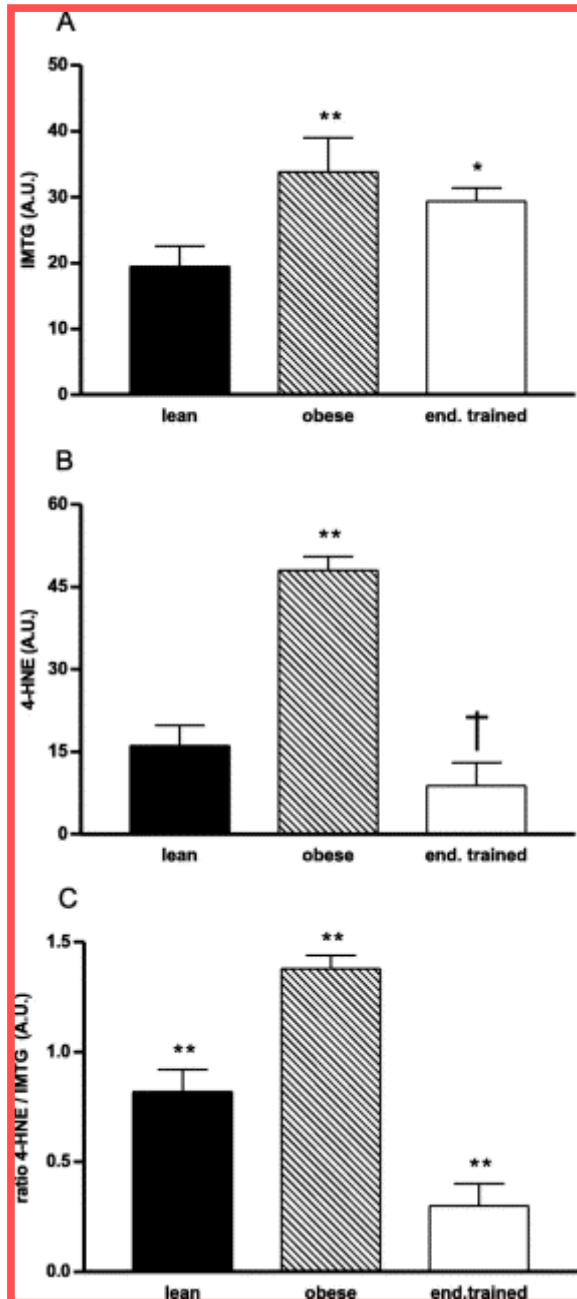 A
50
**
40
*
30
IMTG (A.U.)
20
10
0
lean obese end. trained
B
60
**
45
4-HNE (A.U.)
30
†
15
0
lean obese end. trained
C
1.5
**
ratio 4-HNE / IMTG (A.U.)
1.0
**
0.5
**
0.0
lean obese end.trained